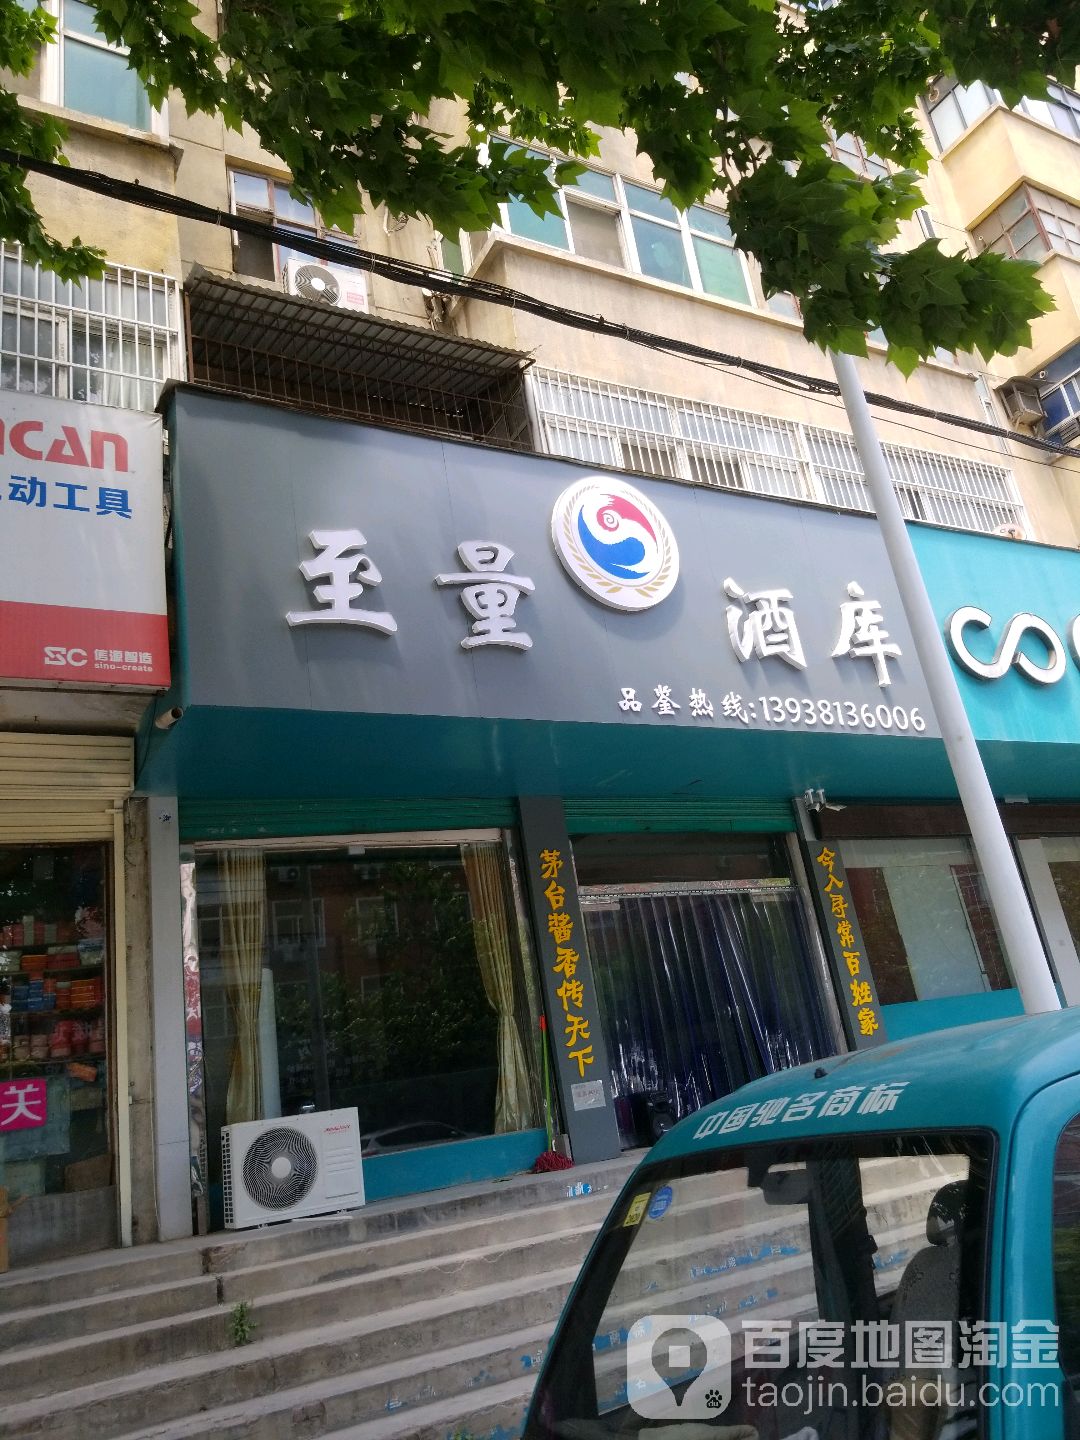 CAN
动工具
SC 信源智造
sino-create
至量 酒库
品鉴热线:13938136006
茅台酱香传天下
今入寻常百姓家
关
中国驰名商标
百度地图淘金
taojin.baidu.com